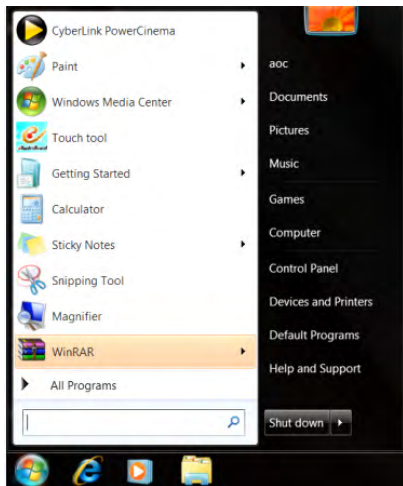 CyberLink PowerCinema
Paint
Windows Media Center
Touch tool
Getting Started
Calculator
Sticky Notes
Snipping Tool
Magnifier
WinRAR
All Programs
aoc
Documents
Pictures
Music
Games
Computer
Control Panel
Devices and Printers
Default Programs
Help and Support
Shut down